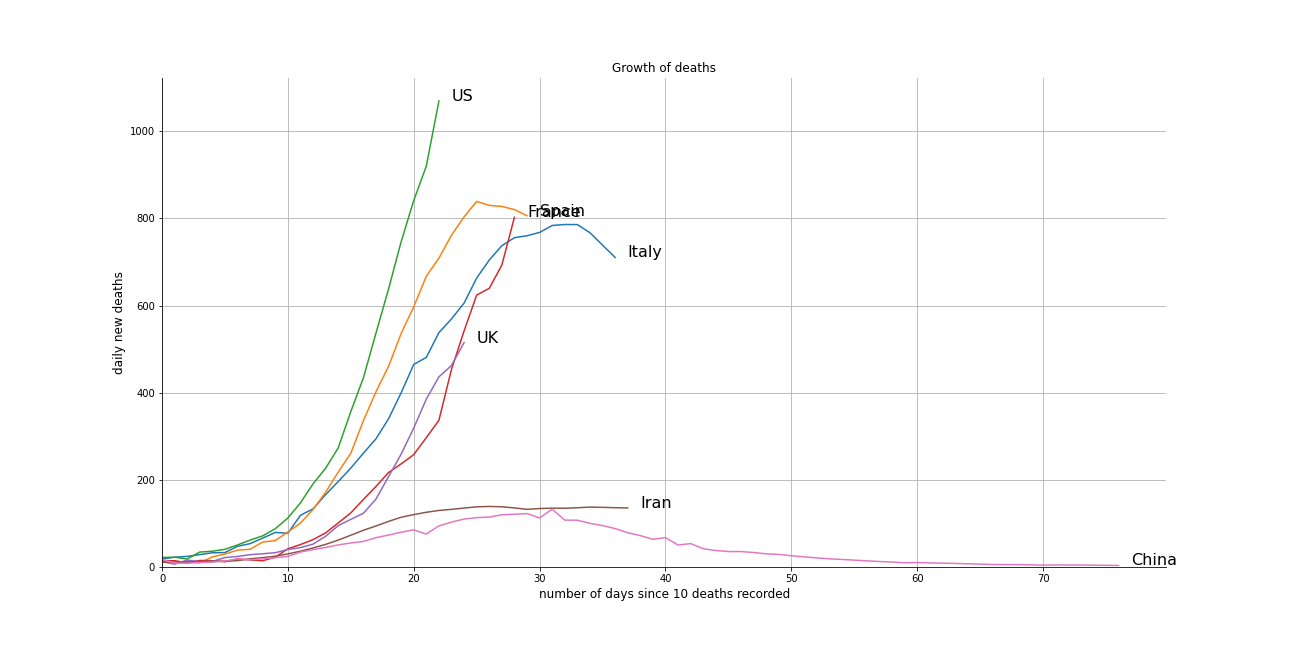 Growth of deaths
US
1000
800
France
Spain
Italy
daily new deaths
600
UK
400
200
Iran
China
0
0 10 20 30 40 50 60 70
number of days since 10 deaths recorded